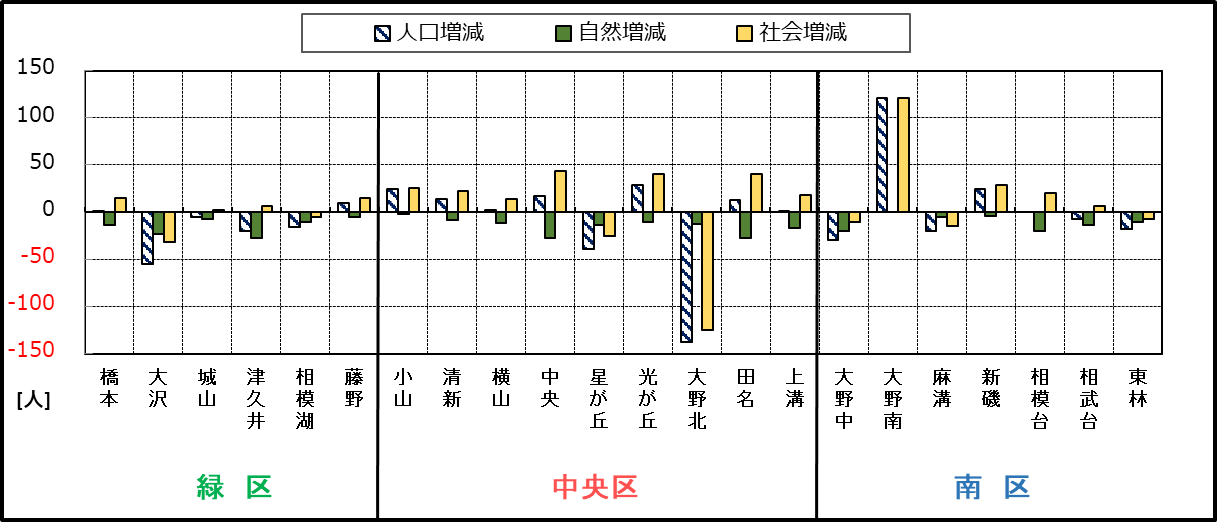 人口増減 自然増減 社会増減
150
100
50
0
-50
-100
-150
[人]
橋本 大沢 城山 津久井 相模湖 藤野 小山 清新 横山 中央 星が丘 光が丘 大野北 田名 上溝 大野中 大野南 麻溝 新磯 相模台 相武台 東林
緑 区 中央区 南 区